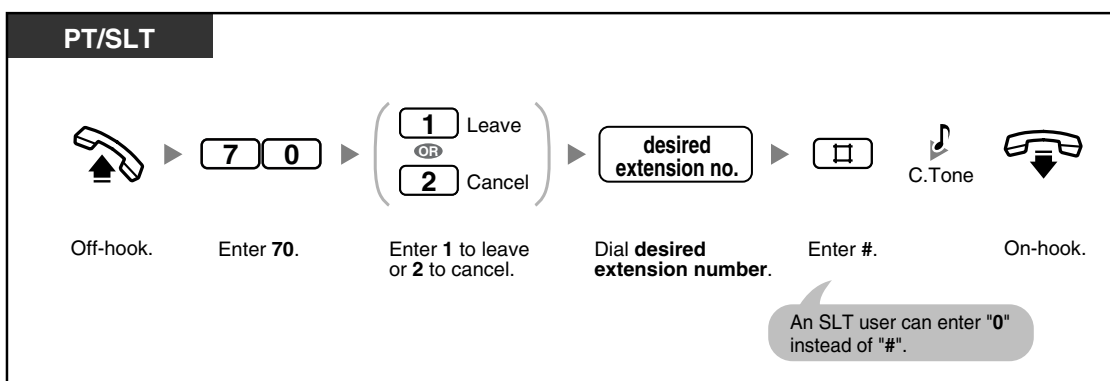 PT/SLT
7 0
1 Leave
OR
2 Cancel
desired
extension no.
#
C.Tone
Off-hook.
Enter 70.
Enter 1 to leave
or 2 to cancel.
Dial desired
extension number.
Enter #.
On-hook.
An SLT user can enter "0"
instead of "#".